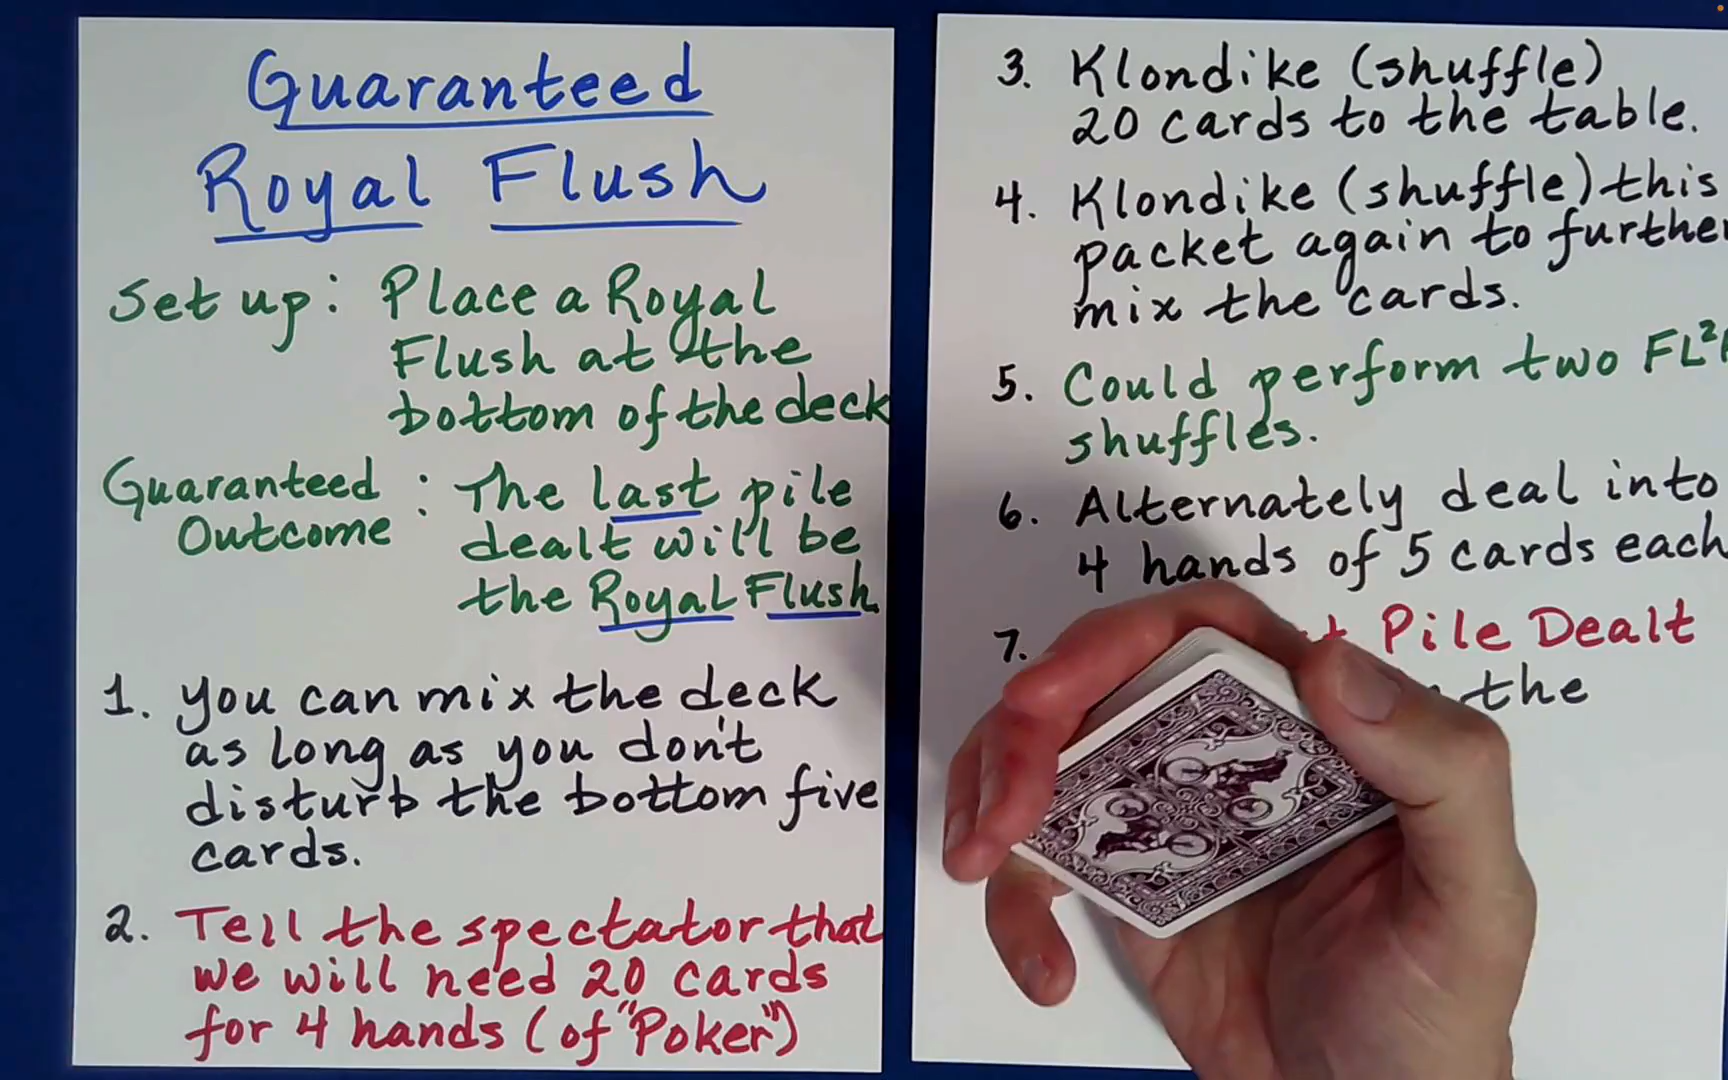 Guaranteed
Royal Flush
Set up: Place a Royal
Flush at the
bottom of the deck
Guaranteed
Outcome : The last pile
dealt will be
the Royal Flush.
1. You can mix the deck
as long as you don't
disturb the bottom five
cards.
2. Tell the spectator that
we will need 20 cards
for 4 hands (of "Poker")
3. Klondike (shuffle)
20 cards to the table.
4. Klondike (shuffle) this
packet again to further
mix the cards.
5. Could perform two
shuffles.
6. Alternately deal into
4 hands of 5 cards each
7. Pile Dealt
the